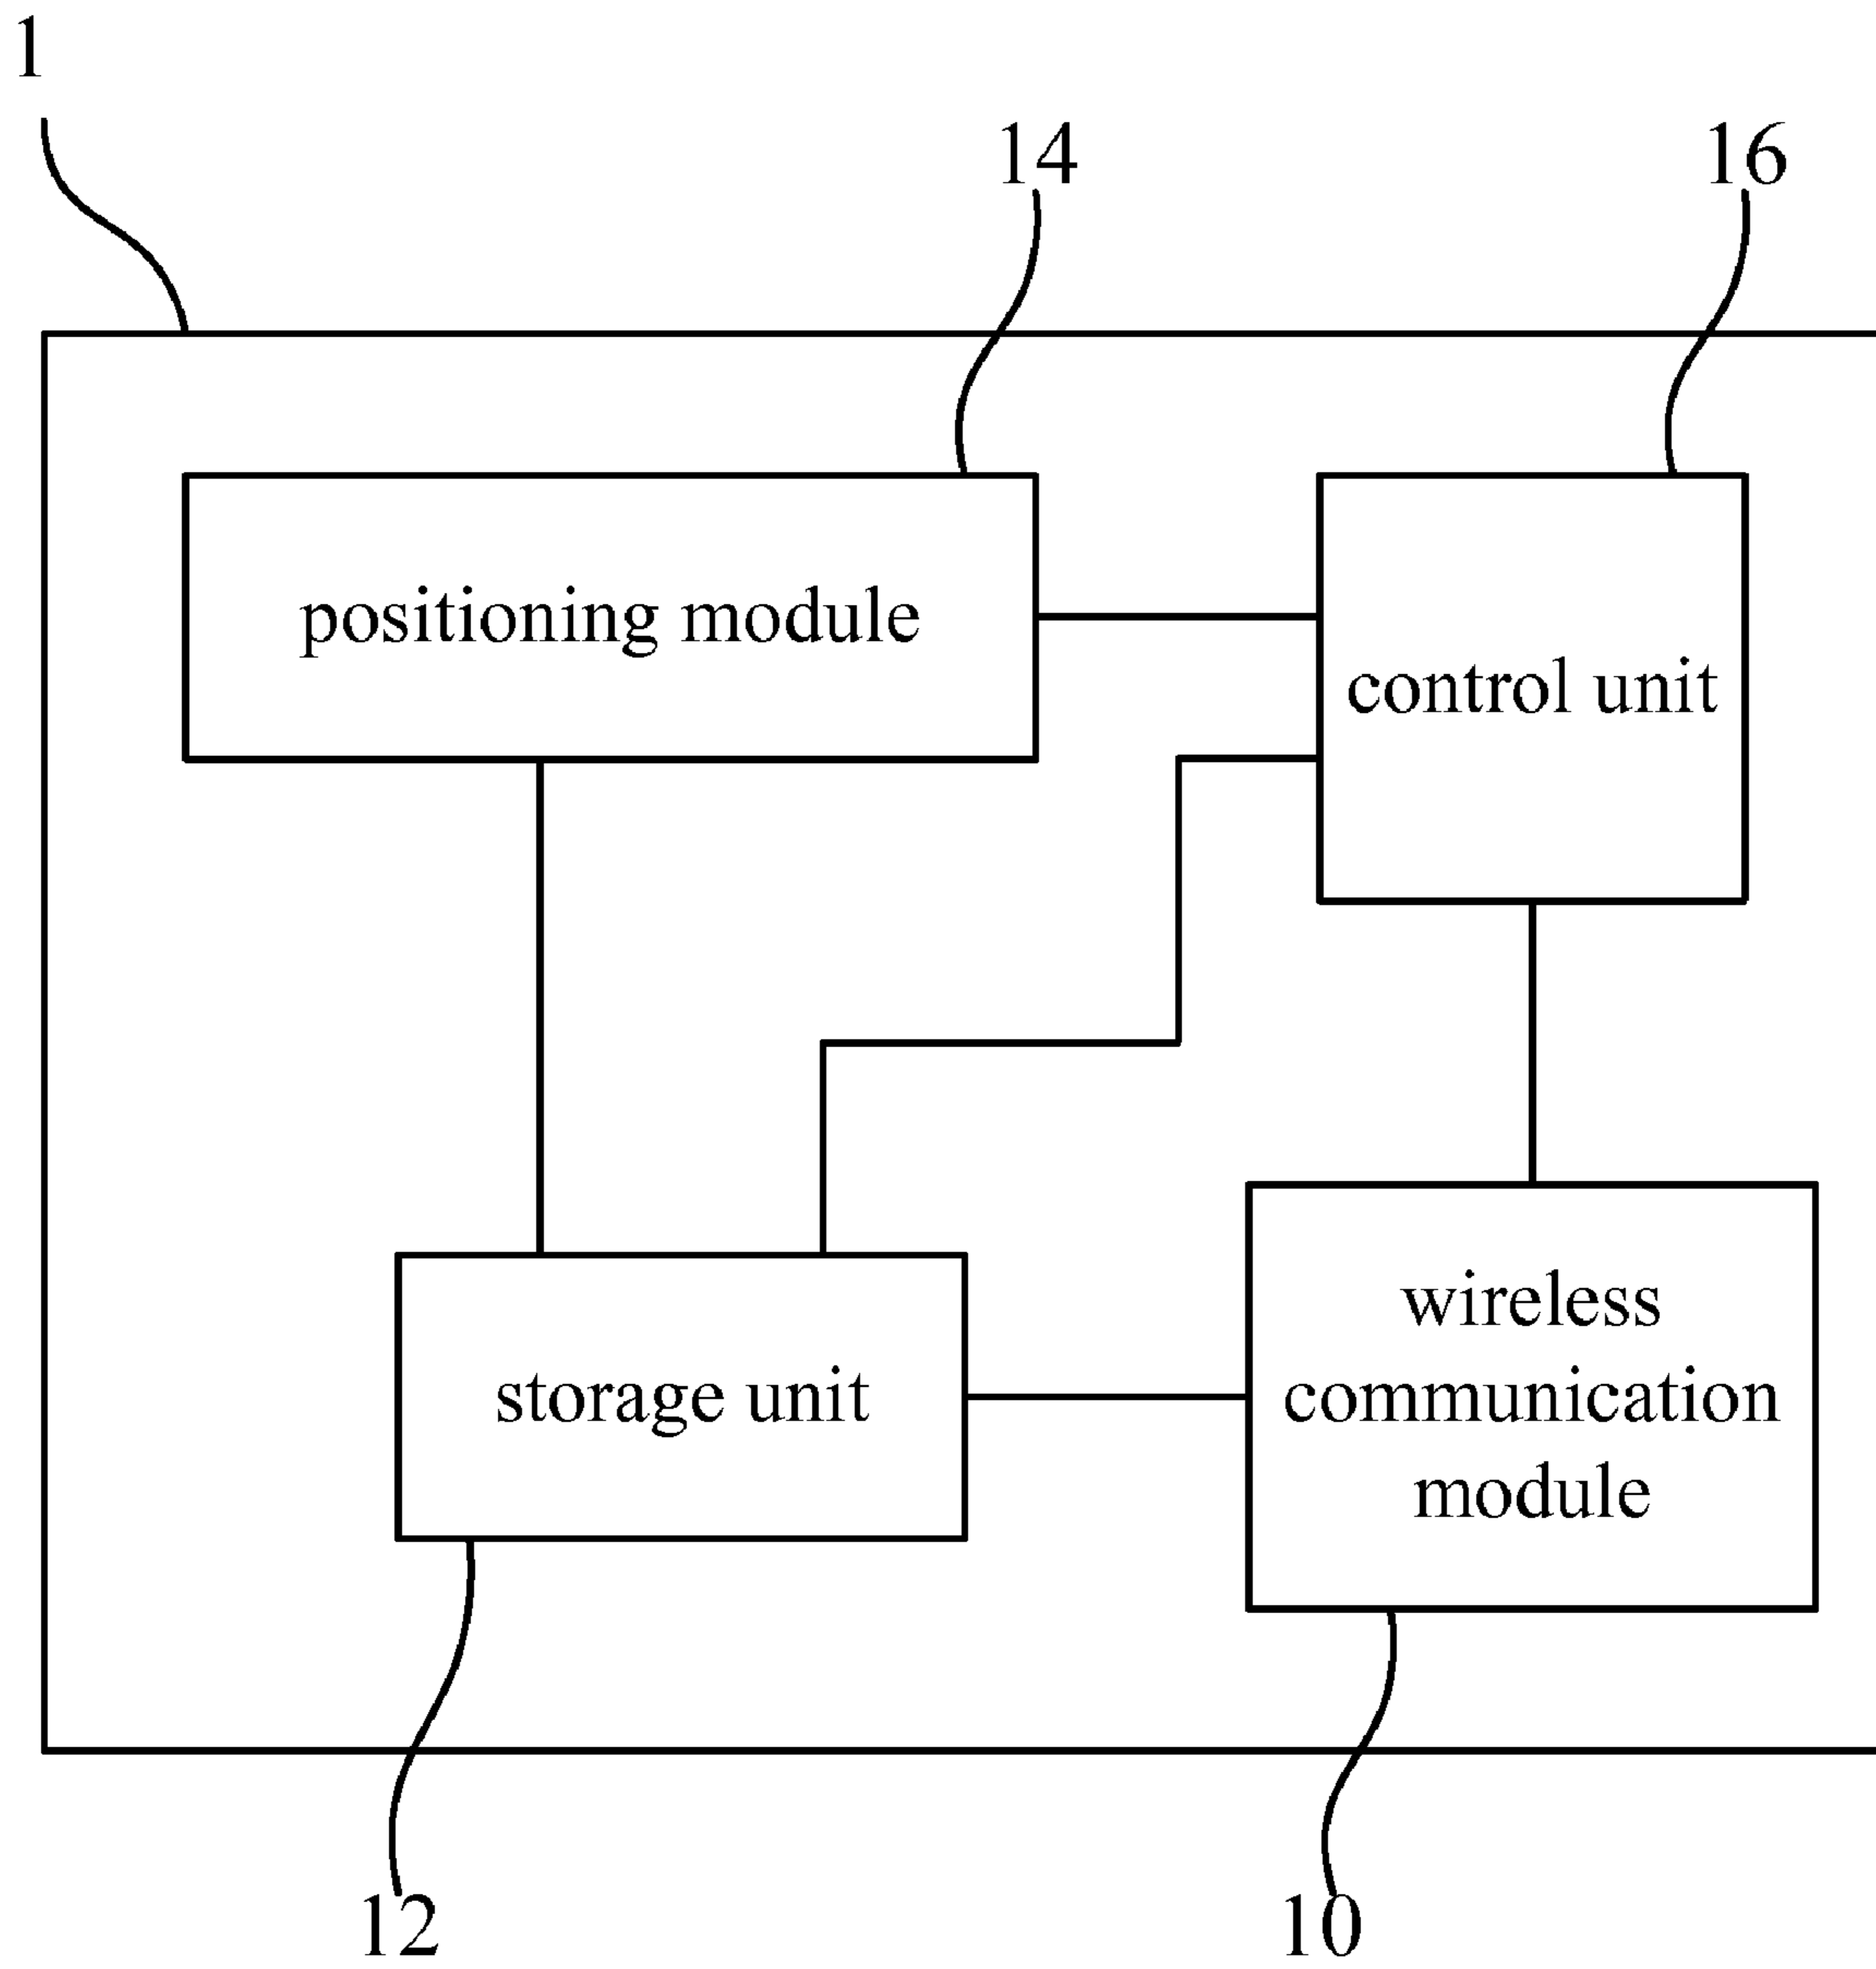 1
14
16
positioning module
control unit
wireless
communication
module
storage unit
12
10